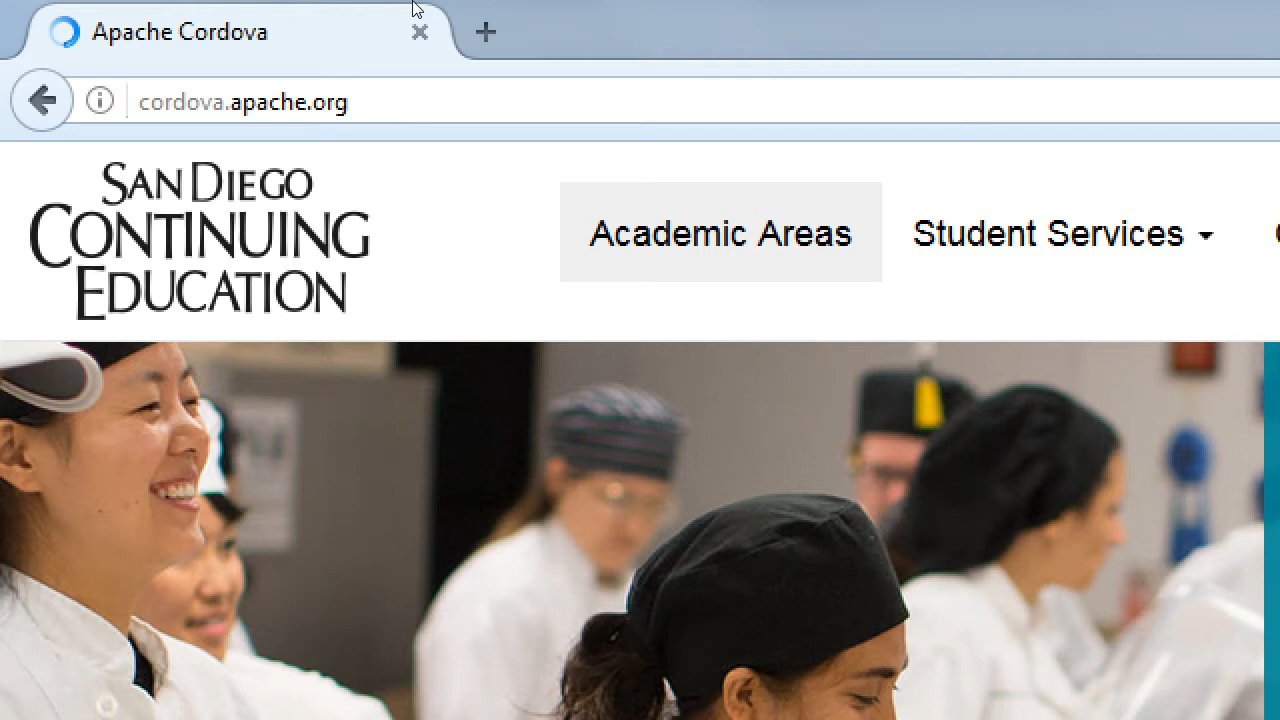 Apache Cordova
cordova.apache.org
SAN DIEGO
CONTINUING
EDUCATION
Academic Areas
Student Services